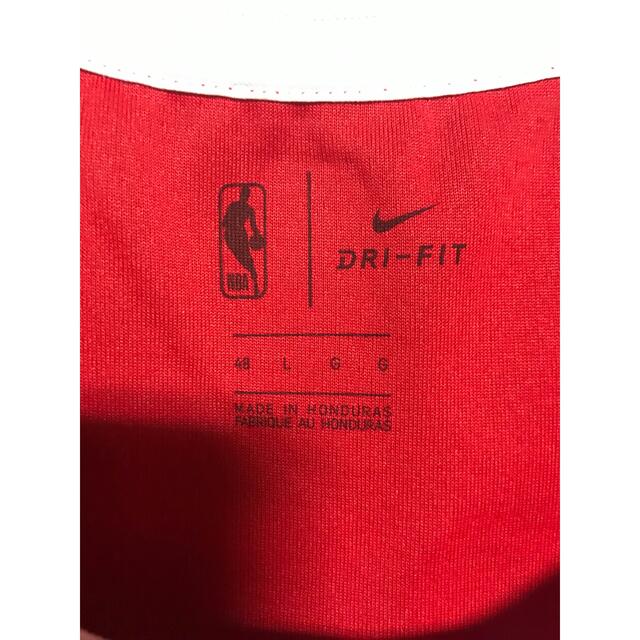 NBA
DRI-FIT
48 L G G
MADE IN HONDURAS
FABRIQUE AU HONDURAS